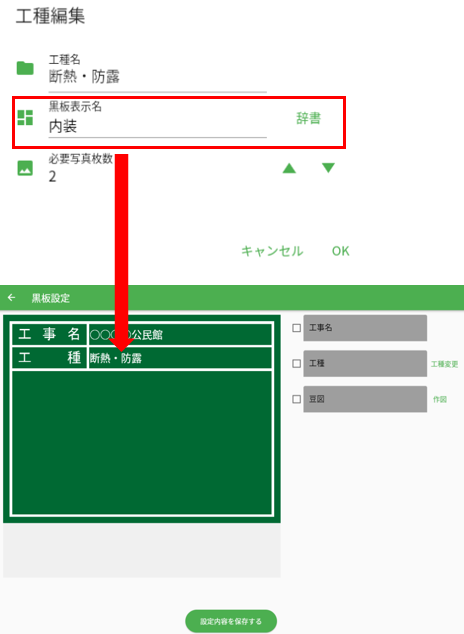 工種編集
工種名
断熱・防露
黒板表示名
内装
辞書
必要写真枚数
2
キャンセル
OK
黒板設定
工事名
〇〇 公民館
工種
断熱・防露
工事名
工種
工種変更
豆図
作図
設定内容を保存する